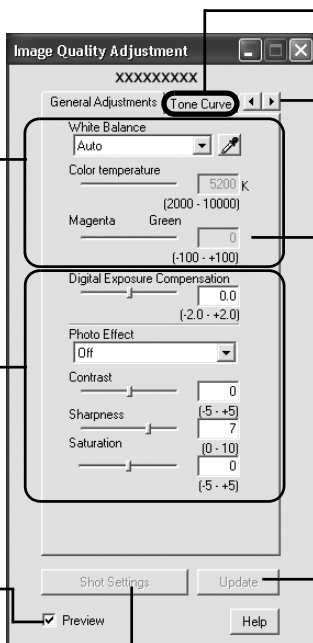 Image Quality Adjustment
XXXXXXXXX
General Adjustments Tone Curve
White Balance
Auto
Color temperature
5200 K
(2000 - 10000)
Magenta Green
0
(-100 - +100)
Digital Exposure Compensation
0.0
(-2.0 - +2.0)
Photo Effect
Off
Contrast
0
(-5 - +5)
Sharpness
7
(0 - 10)
Saturation
0
(-5 - +5)
Shot Settings Update
Preview Help